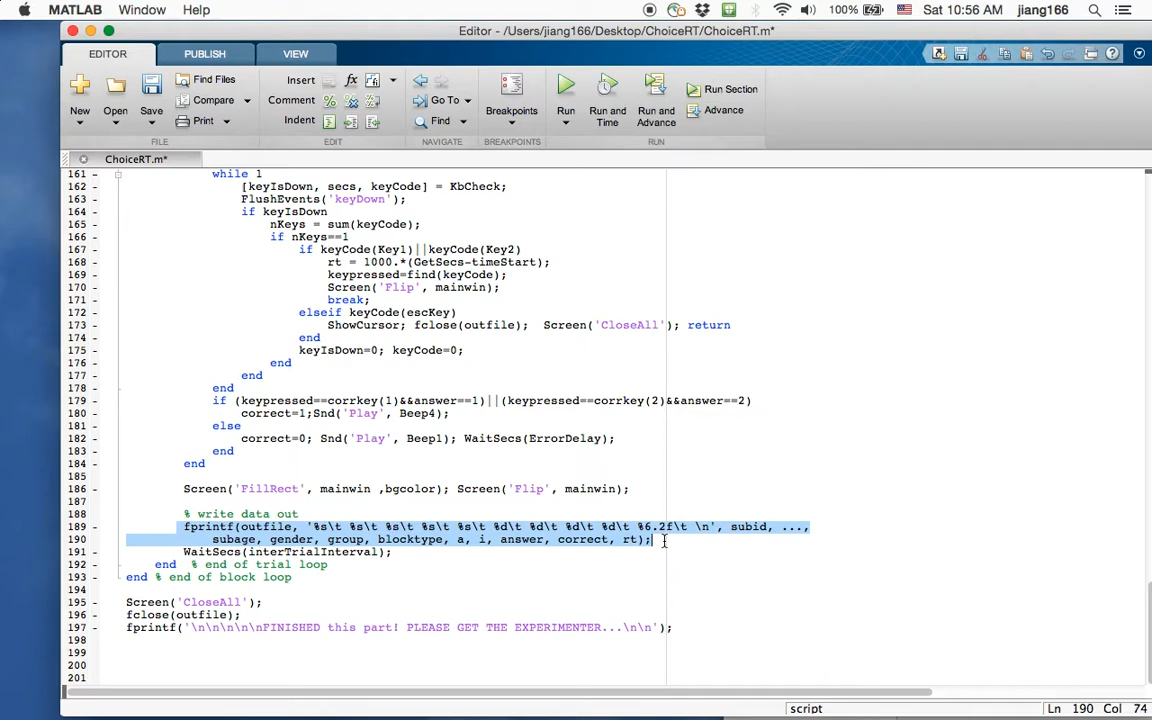 MATLAB Window Help 100% Sat 10:56 AM jiang166
Editor - /Users/jiang166/Desktop/ChoiceRT/ChoiceRT.m*
EDITOR PUBLISH VIEW
New Open Save Find Files Compare Print Insert Comment Indent fx Go To Find Breakpoints Run Run and Time Run and Advance Run Section Advance
FILE EDIT NAVIGATE BREAKPOINTS RUN
ChoiceRT.m*
161 - while 1
162 - [keyIsDown, secs, keyCode] = KbCheck;
163 - FlushEvents('keyDown');
164 - if keyIsDown
165 - nKeys = sum(keyCode);
166 - if nKeys==1
167 - if keyCode(Key1)||keyCode(Key2)
168 - rt = 1000.*(GetSecs-timeStart);
169 - keypressed=find(keyCode);
170 - Screen('Flip', mainwin);
171 - break;
172 - elseif keyCode(escKey)
173 - ShowCursor; fclose(outfile); Screen('CloseAll'); return
174 - end
175 - keyIsDown=0; keyCode=0;
176 - end
177 - end
178 - end
179 - if (keypressed==corrkey(1)&&answer==1)||(keypressed==corrkey(2)&&answer==2)
180 - correct=1;Snd('Play', Beep4);
181 - else
182 - correct=0; Snd('Play', Beep1); WaitSecs(ErrorDelay);
183 - end
184 - end
185 -
186 - Screen('FillRect', mainwin ,bgcolor); Screen('Flip', mainwin);
187 -
188 - % write data out
189 - fprintf(outfile, '%s\t %s\t %s\t %s\t %s\t %d\t %d\t %d\t %d\t %6.2f\t \n', subid, ...,
190 - subage, gender, group, blocktype, a, i, answer, correct, rt);
191 - WaitSecs(interTrialInterval);
192 - end % end of trial loop
193 - end % end of block loop
194
195 - Screen('CloseAll');
196 - fclose(outfile);
197 - fprintf('\n\n\n\n\nFINISHED this part! PLEASE GET THE EXPERIMENTER...\n\n');
198
199
200
201
script Ln 190 Col 74